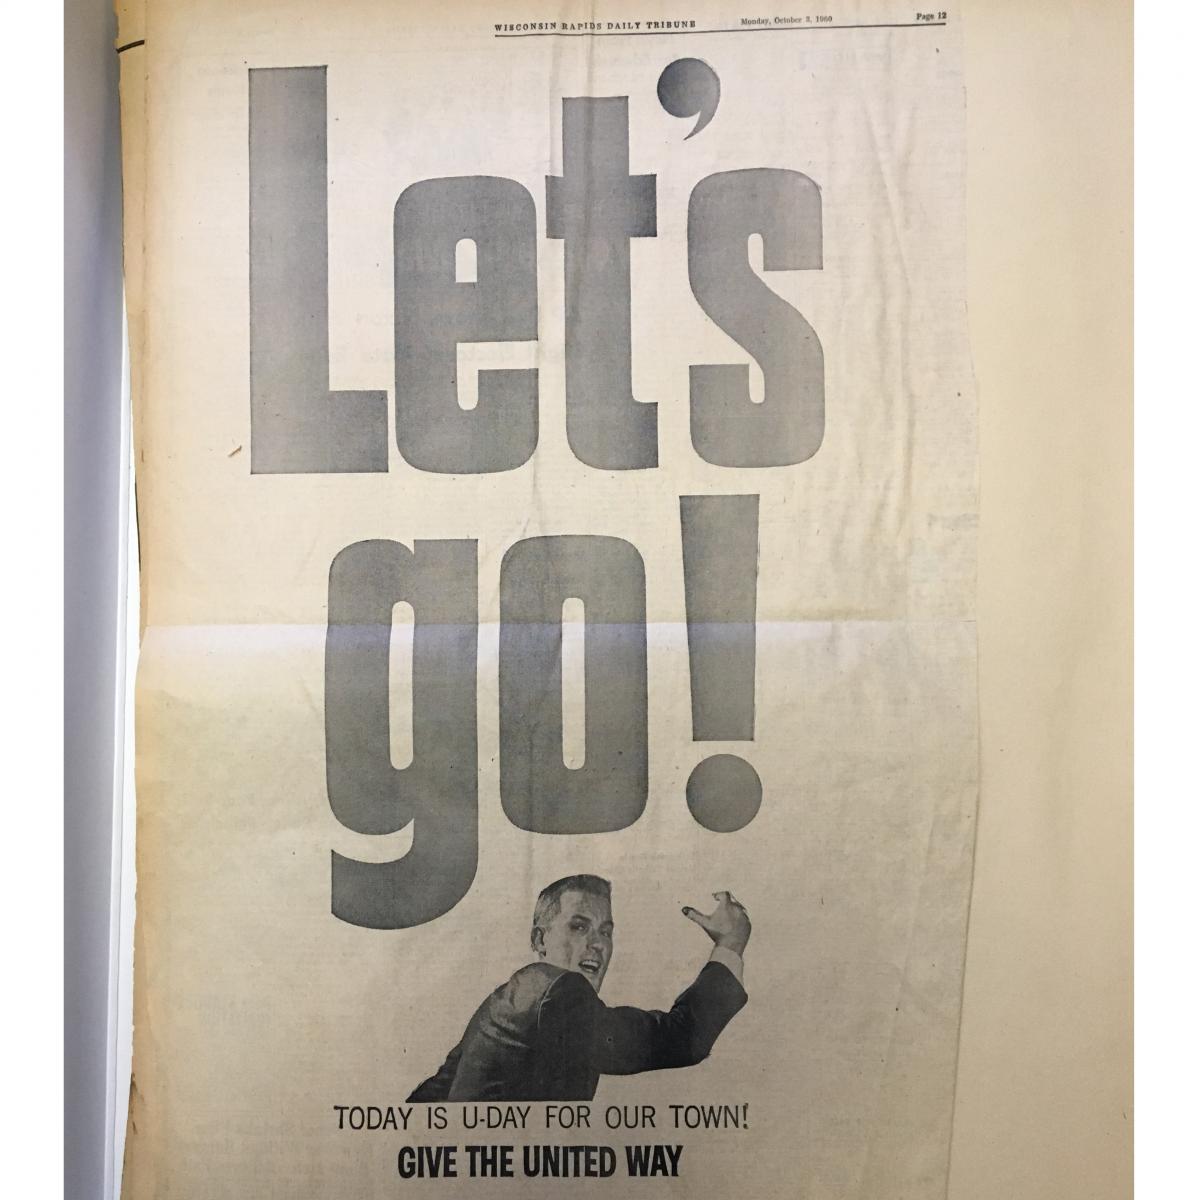 WISCONSIN RAPIDS DAILY TRIBUNE Monday, October 3, 1960 Page 12
Let's
go!
TODAY IS U-DAY FOR OUR TOWN!
GIVE THE UNITED WAY